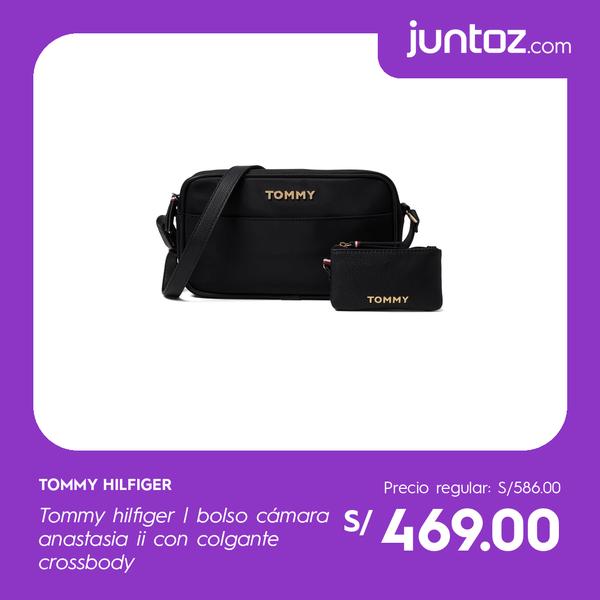 juntoz.com
TOMMY
TOMMY
TOMMY HILFIGER
Tommy hilfiger | bolso cámara
anastasia ii con colgante
crossbody
Precio regular: S/586.00
S/ 469.00